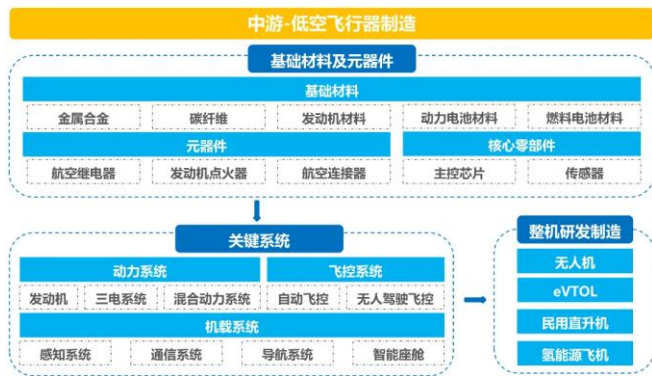 中游-低空飞行器制造
基础材料及元器件
基础材料
金属合金 碳纤维 发动机材料 动力电池材料 燃料电池材料
元器件 核心零部件
航空继电器 发动机点火器 航空连接器 主控芯片 传感器
关键系统
动力系统 飞控系统
发动机 三电系统 混合动力系统 自动飞控 无人驾驶飞控
机载系统
感知系统 通信系统 导航系统 智能座舱
整机研发制造
无人机
eVTOL
民用直升机
氢能源飞机